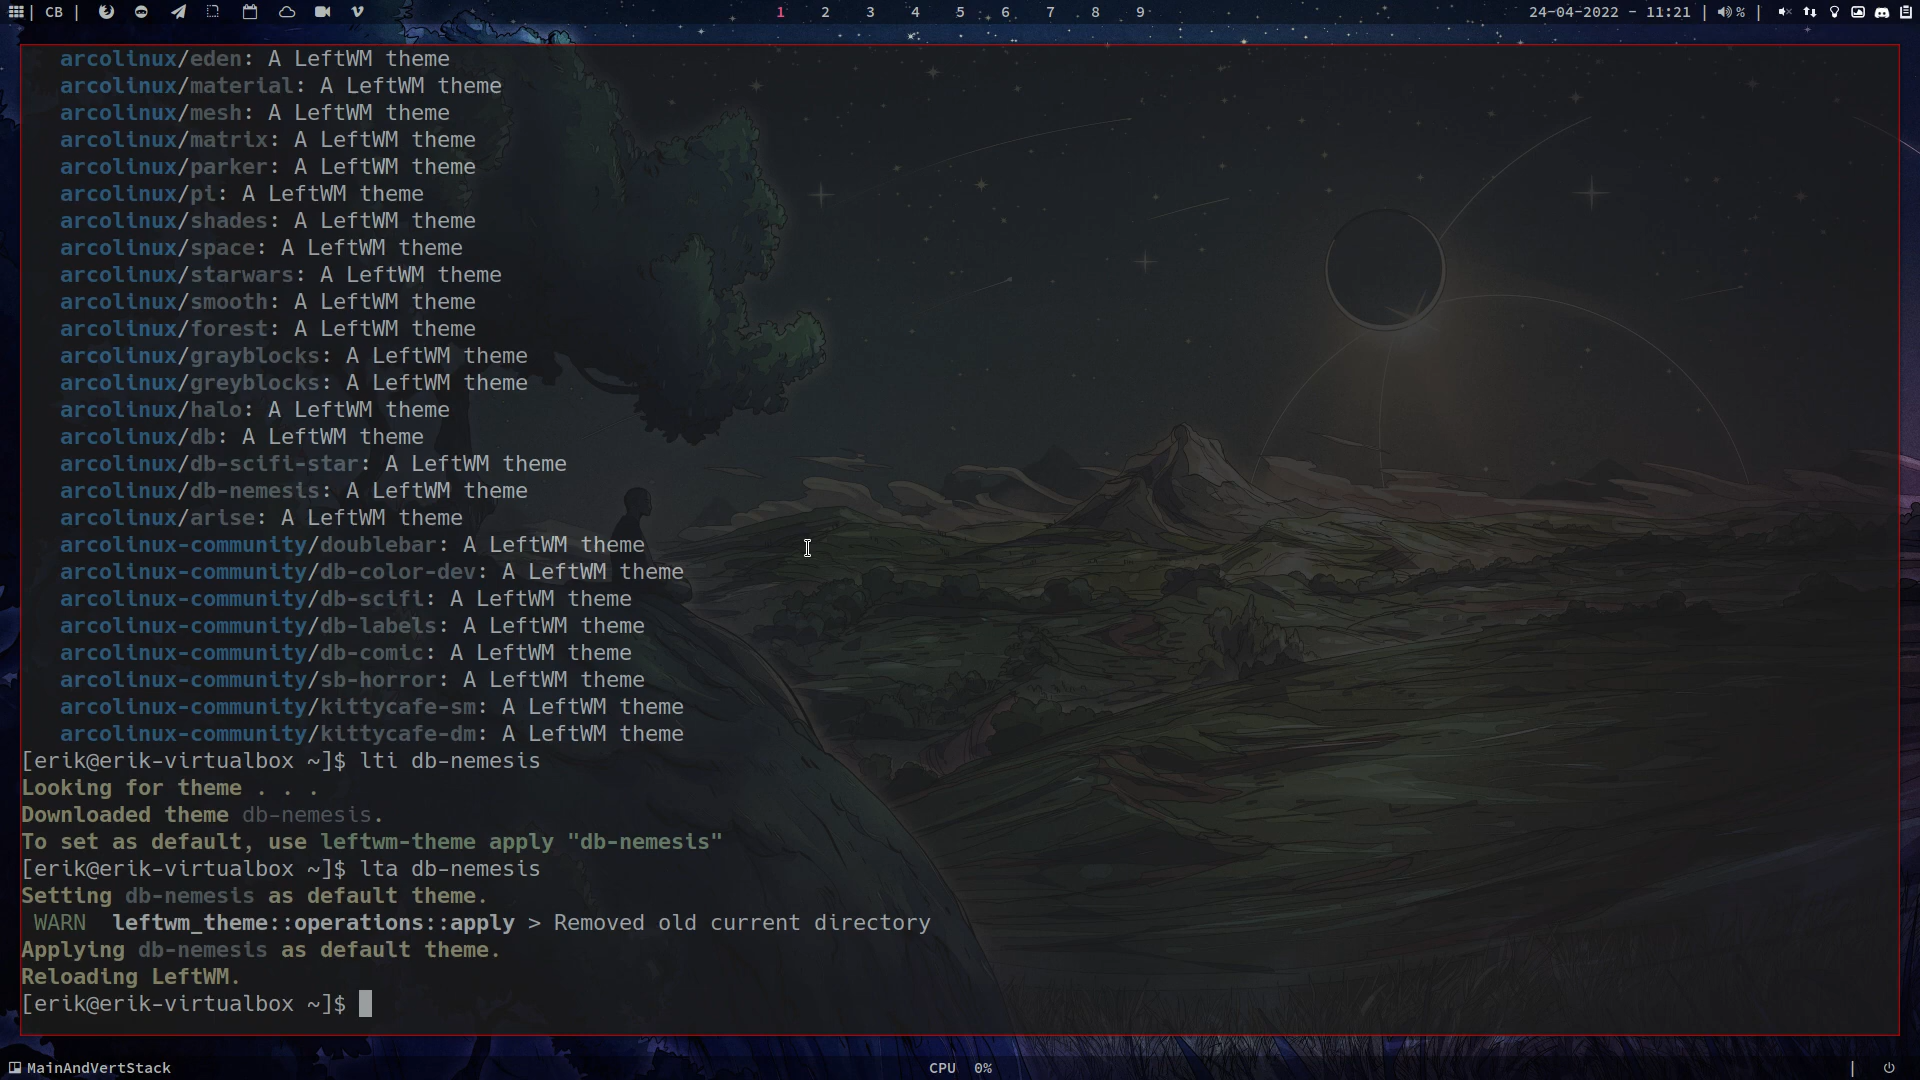 | CB |
1 2 3 4 5 6 7 8 9
24-04-2022 - 11:21 | % |
arcolinux/eden: A LeftWM theme
arcolinux/material: A LeftWM theme
arcolinux/mesh: A LeftWM theme
arcolinux/matrix: A LeftWM theme
arcolinux/parker: A LeftWM theme
arcolinux/pi: A LeftWM theme
arcolinux/shades: A LeftWM theme
arcolinux/space: A LeftWM theme
arcolinux/starwars: A LeftWM theme
arcolinux/smooth: A LeftWM theme
arcolinux/forest: A LeftWM theme
arcolinux/grayblocks: A LeftWM theme
arcolinux/greyblocks: A LeftWM theme
arcolinux/halo: A LeftWM theme
arcolinux/db: A LeftWM theme
arcolinux/db-scifi-star: A LeftWM theme
arcolinux/db-nemesis: A LeftWM theme
arcolinux/arise: A LeftWM theme
arcolinux-community/doublebar: A LeftWM theme
arcolinux-community/db-color-dev: A LeftWM theme
arcolinux-community/db-scifi: A LeftWM theme
arcolinux-community/db-labels: A LeftWM theme
arcolinux-community/db-comic: A LeftWM theme
arcolinux-community/sb-horror: A LeftWM theme
arcolinux-community/kittycafe-sm: A LeftWM theme
arcolinux-community/kittycafe-dm: A LeftWM theme
[erik@erik-virtualbox ~]$ lti db-nemesis
Looking for theme . . .
Downloaded theme db-nemesis.
To set as default, use leftwm-theme apply "db-nemesis"
[erik@erik-virtualbox ~]$ lta db-nemesis
Setting db-nemesis as default theme.
WARN leftwm_theme::operations::apply > Removed old current directory
Applying db-nemesis as default theme.
Reloading LeftWM.
[erik@erik-virtualbox ~]$
MainAndVertStack
CPU 0%
|